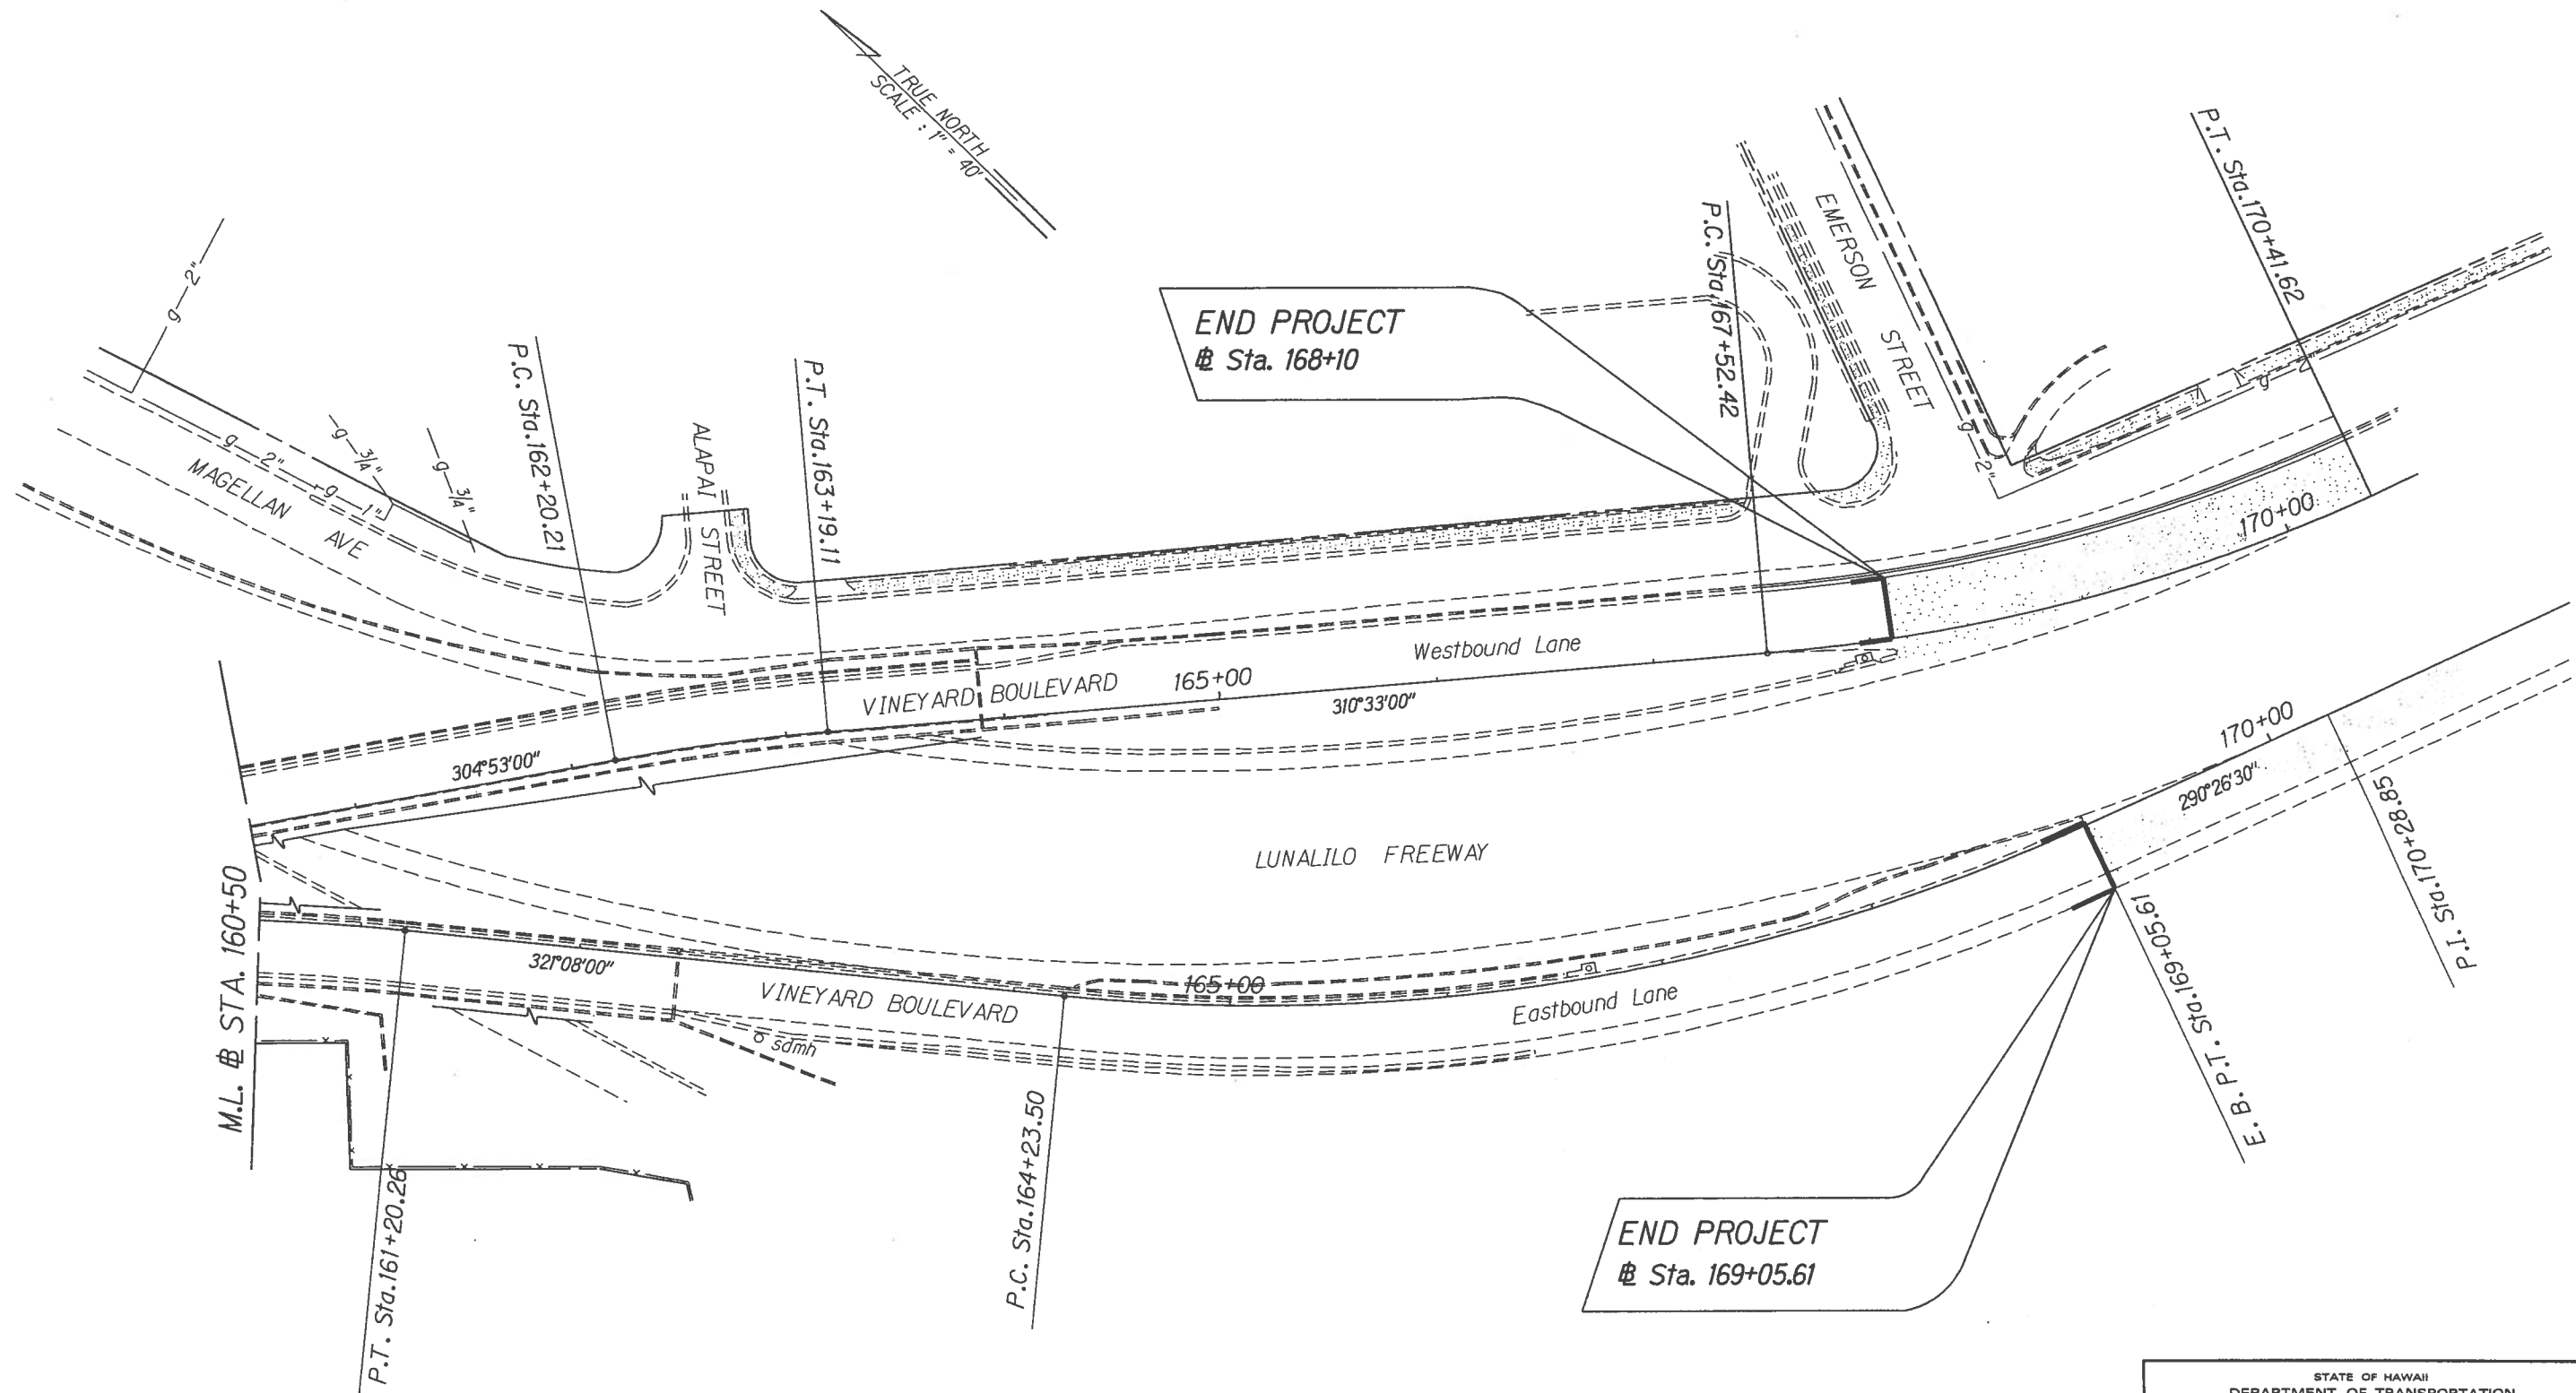 TRUE NORTH
SCALE : 1" = 40'
g 2"
P.C. Sta.162+20.21
P.T. Sta.163+19.11
END PROJECT
B Sta. 168+10
P.C. Sta.167+52.42
EMERSON
STREET
P.T. Sta.170+41.62
g 2"
g 3/4"
g 3/4"
g 2"
g 1"
MAGELLAN
AVE
ALAPAI
STREET
g 2"
170+00
Westbound Lane
VINEYARD BOULEVARD
165+00
310°33'00"
304°53'00"
170+00
290°26'30"
P.I. Sta.170+28.85
LUNALILO FREEWAY
M.L. B STA. 160+50
321°08'00"
VINEYARD BOULEVARD
165+00
Eastbound Lane
sdmh
E. B. P.T. Sta.169+05.61
P.T. Sta.161+20.26
P.C. Sta.164+23.50
END PROJECT
B Sta. 169+05.61
STATE OF HAWAII
DEPARTMENT OF TRANSPORTATION